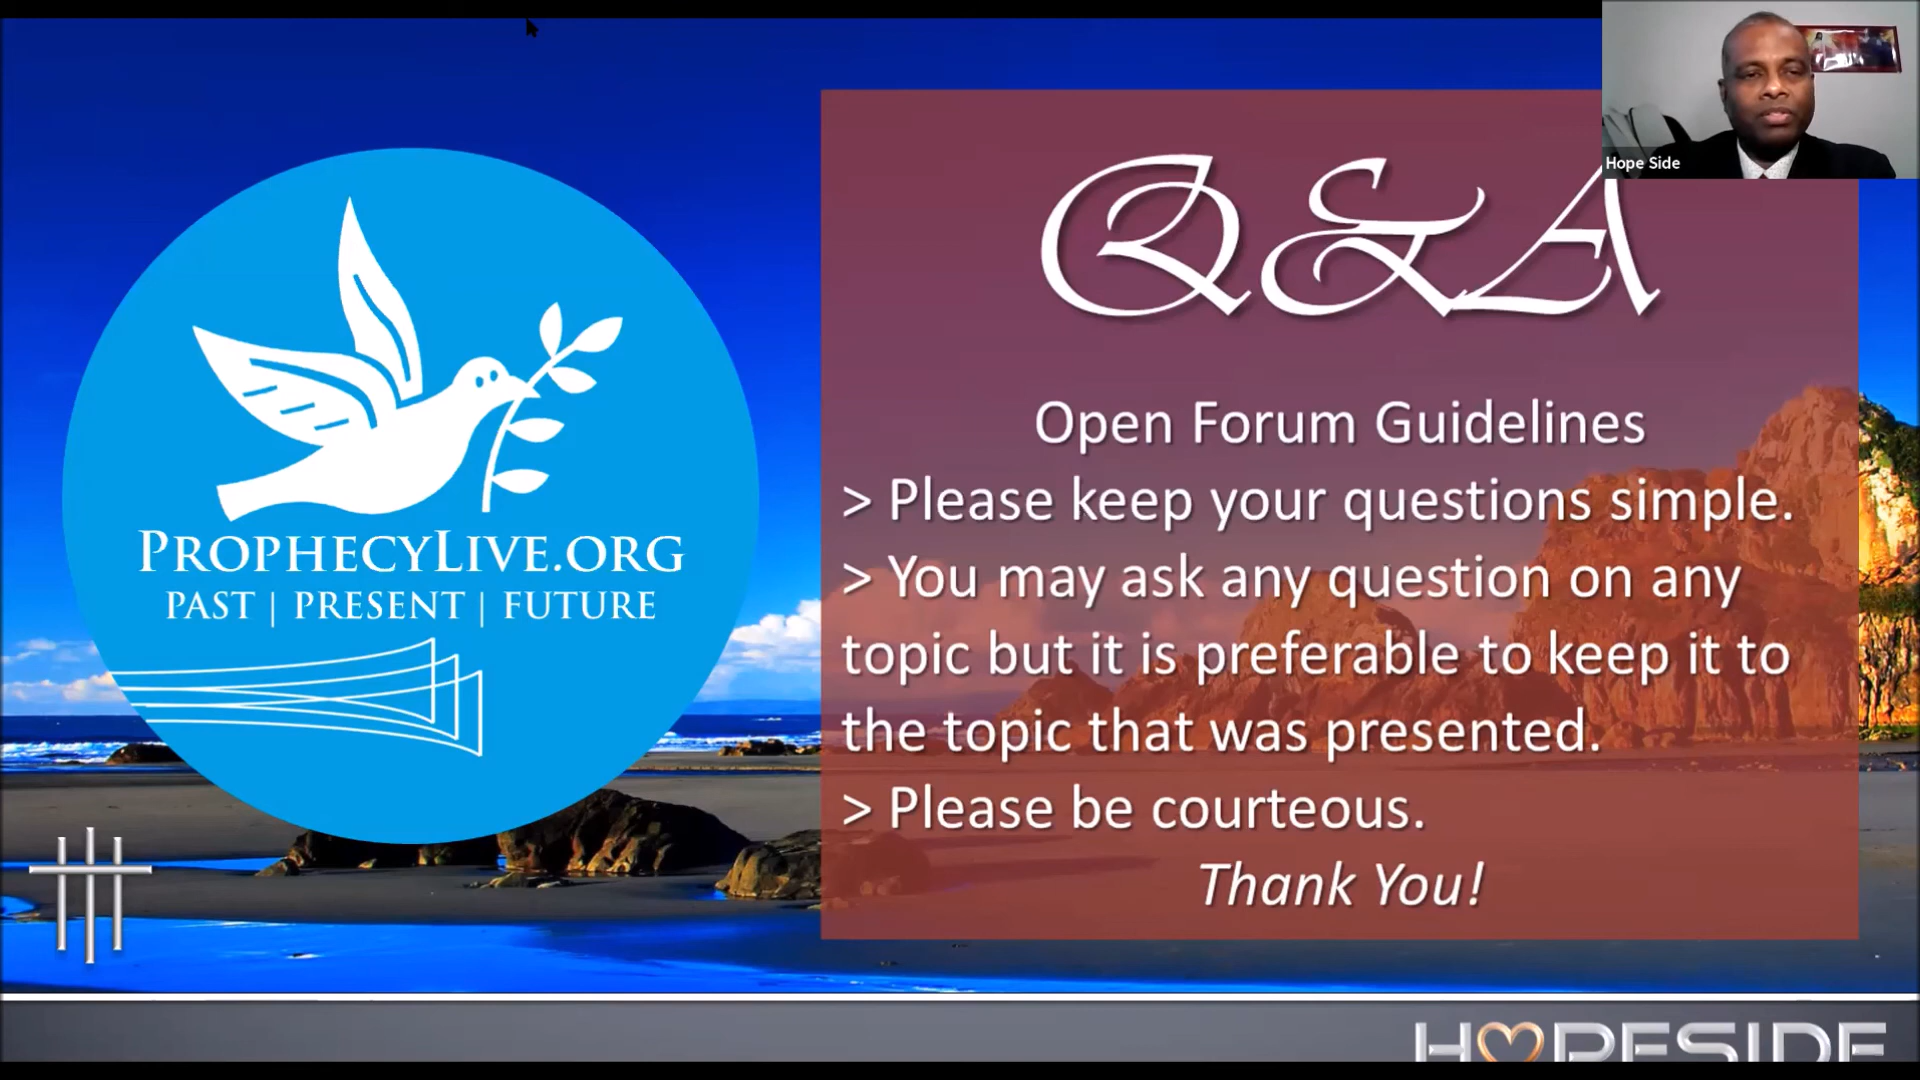 Hope Side
PROPHECYLIVE.ORG
PAST | PRESENT | FUTURE
Q&A
Open Forum Guidelines
> Please keep your questions simple.
> You may ask any question on any
topic but it is preferable to keep it to
the topic that was presented.
> Please be courteous.
Thank You!
HOPESIDE